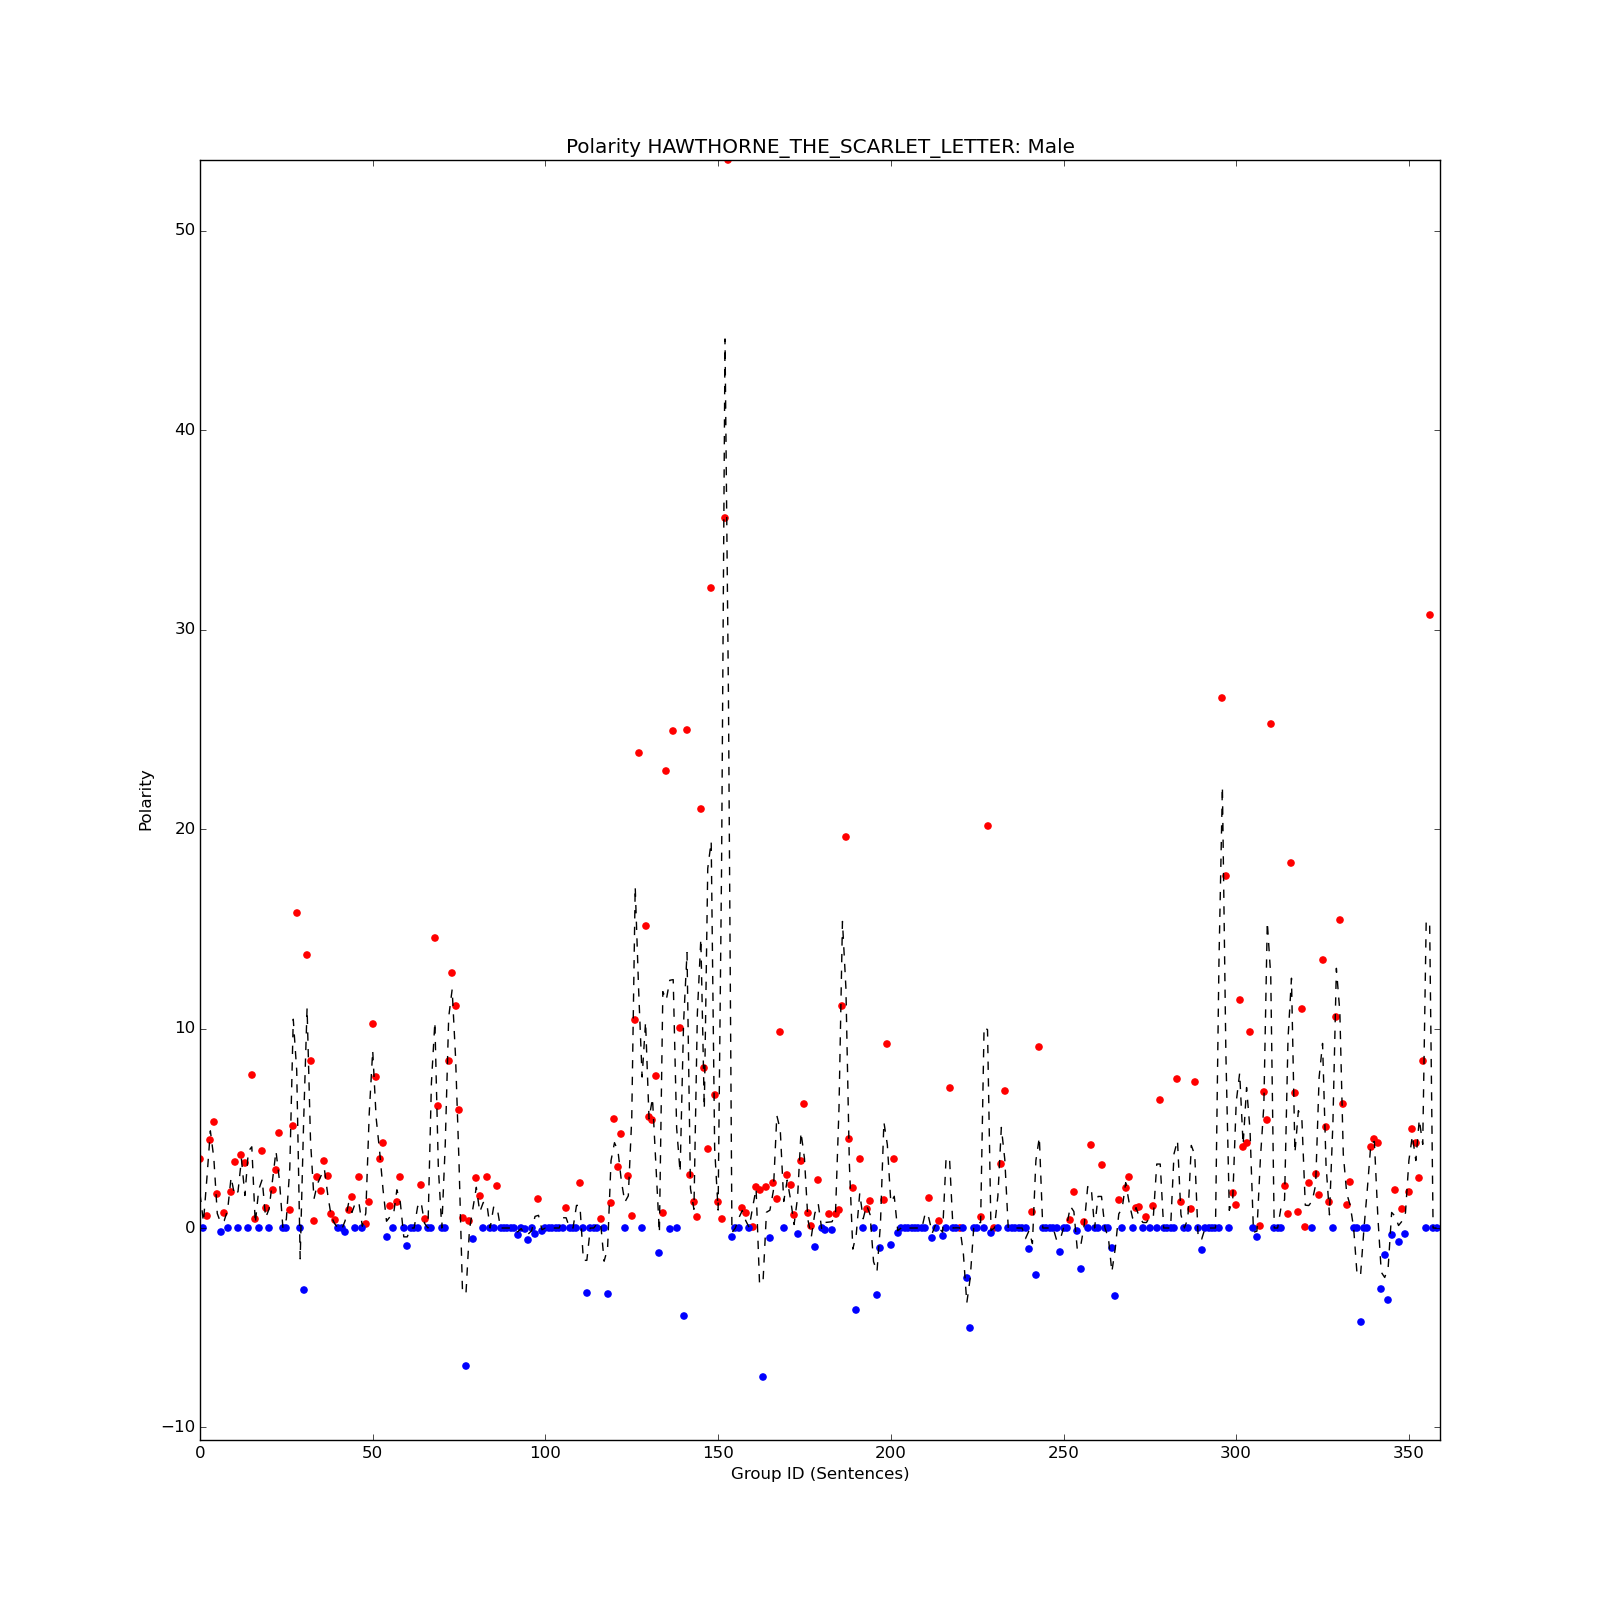 Polarity HAWTHORNE_THE_SCARLET_LETTER: Male
50
40
30
20
10
0
−10
Polarity
0 50 100 150 200 250 300 350
Group ID (Sentences)